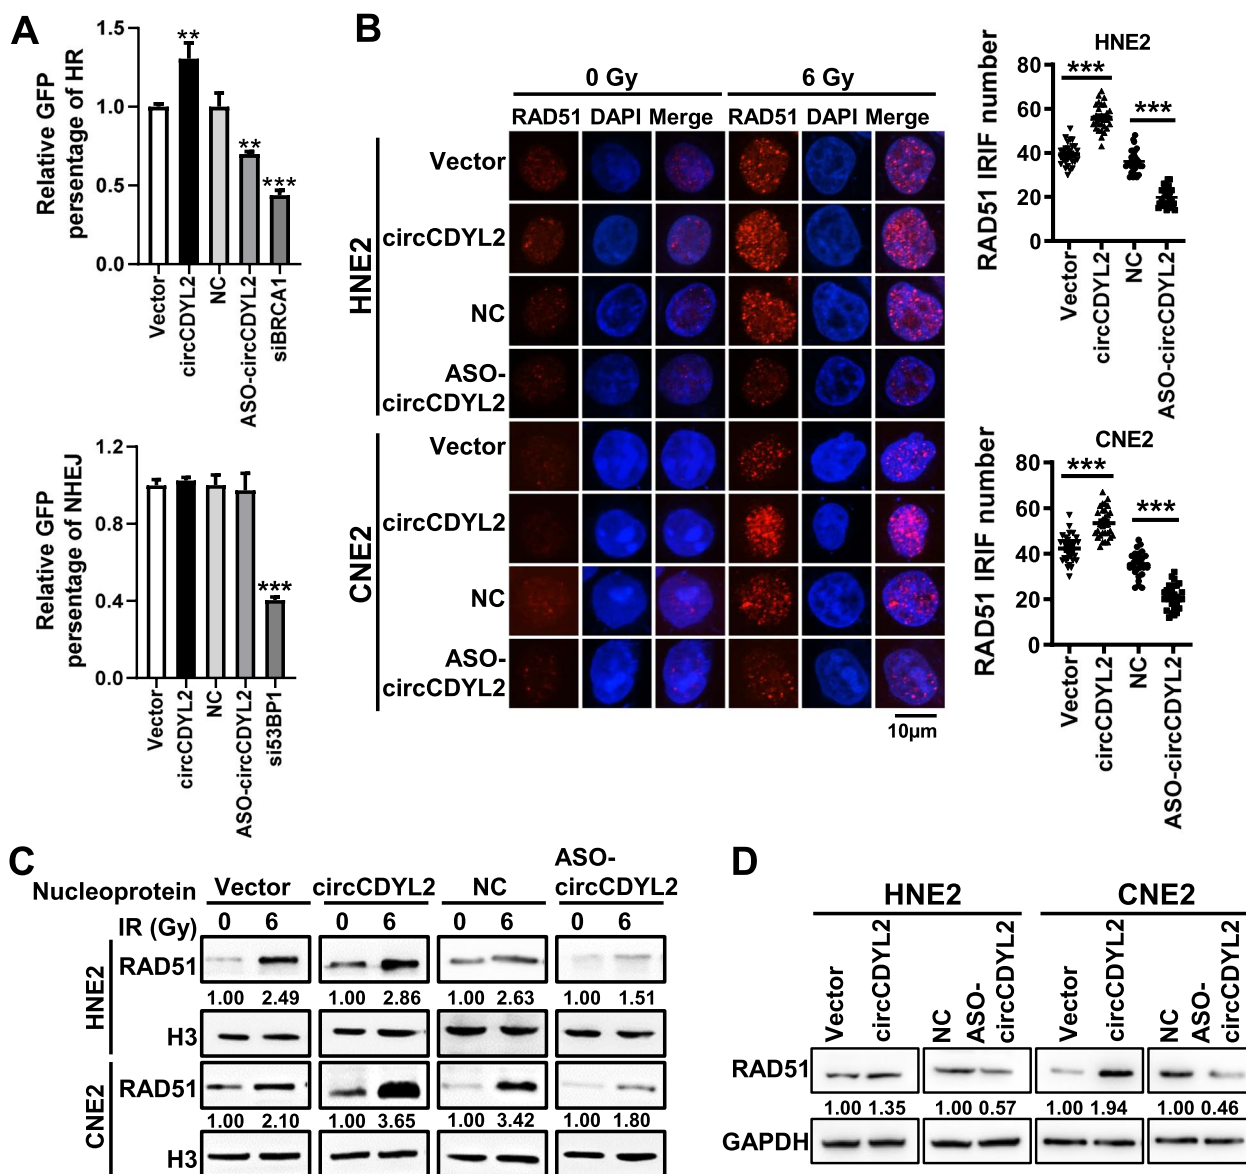 A
Relative GFP
persentage of HR
1.5
1.0
0.5
0.0
**
**
***
Vector
circCDYL2
NC
ASO-circCDYL2
siBRCA1
Relative GFP
persentage of NHEJ
1.2
0.8
0.4
0.0
***
Vector
circCDYL2
NC
ASO-circCDYL2
si53BP1
B
0 Gy
6 Gy
RAD51 DAPI Merge
RAD51 DAPI Merge
HNE2
Vector
circCDYL2
NC
ASO-
circCDYL2
CNE2
Vector
circCDYL2
NC
ASO-
circCDYL2
10μm
HNE2
RAD51 IRIF number
80
60
40
20
0
***
***
Vector
circCDYL2
NC
ASO-circCDYL2
CNE2
RAD51 IRIF number
80
60
40
20
0
***
***
Vector
circCDYL2
NC
ASO-circCDYL2
C
Nucleoprotein
Vector
circCDYL2
NC
ASO-
circCDYL2
IR (Gy)
0 6 0 6 0 6 0 6
HNE2
RAD51
1.00 2.49 1.00 2.86 1.00 2.63 1.00 1.51
H3
CNE2
RAD51
1.00 2.10 1.00 3.65 1.00 3.42 1.00 1.80
H3
D
HNE2
CNE2
Vector
circCDYL2
NC
ASO-
circCDYL2
Vector
circCDYL2
NC
ASO-
circCDYL2
RAD51
1.00 1.35 1.00 0.57 1.00 1.94 1.00 0.46
GAPDH